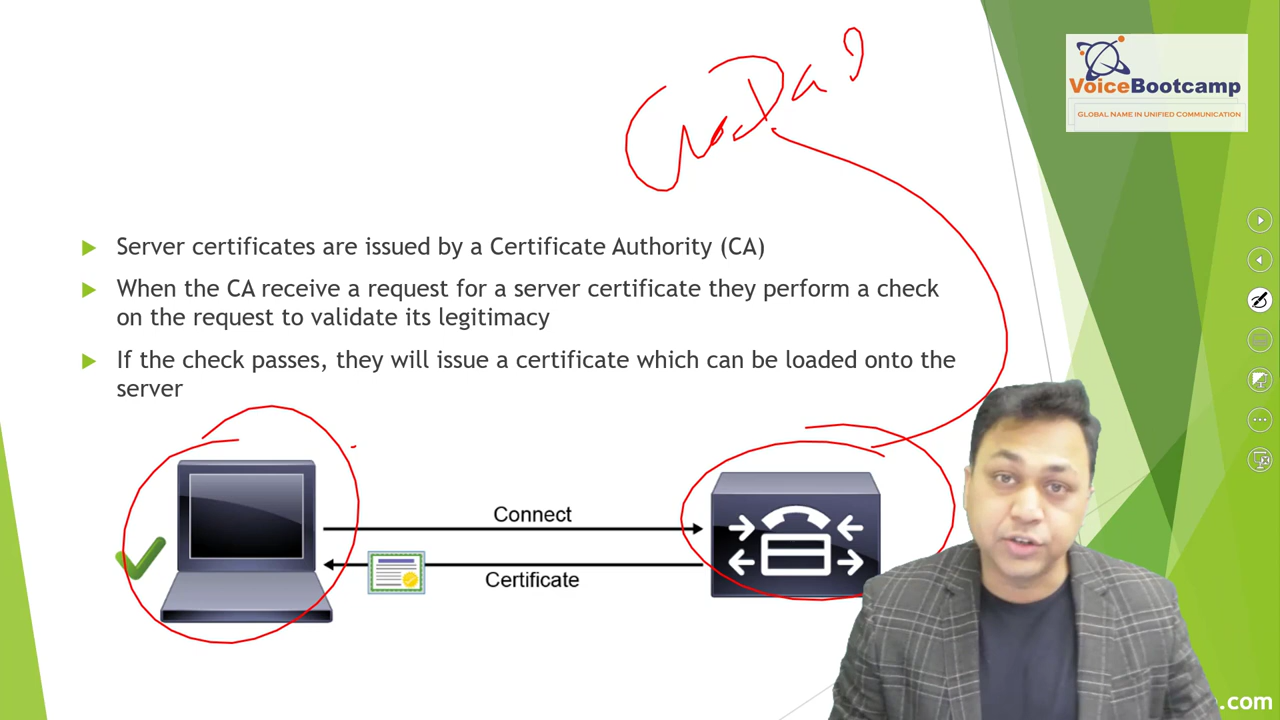 VoiceBootcamp
GLOBAL NAME IN UNIFIED COMMUNICATION
Server certificates are issued by a Certificate Authority (CA)
When the CA receive a request for a server certificate they perform a check
on the request to validate its legitimacy
If the check passes, they will issue a certificate which can be loaded onto the
server
Connect
Certificate
.com